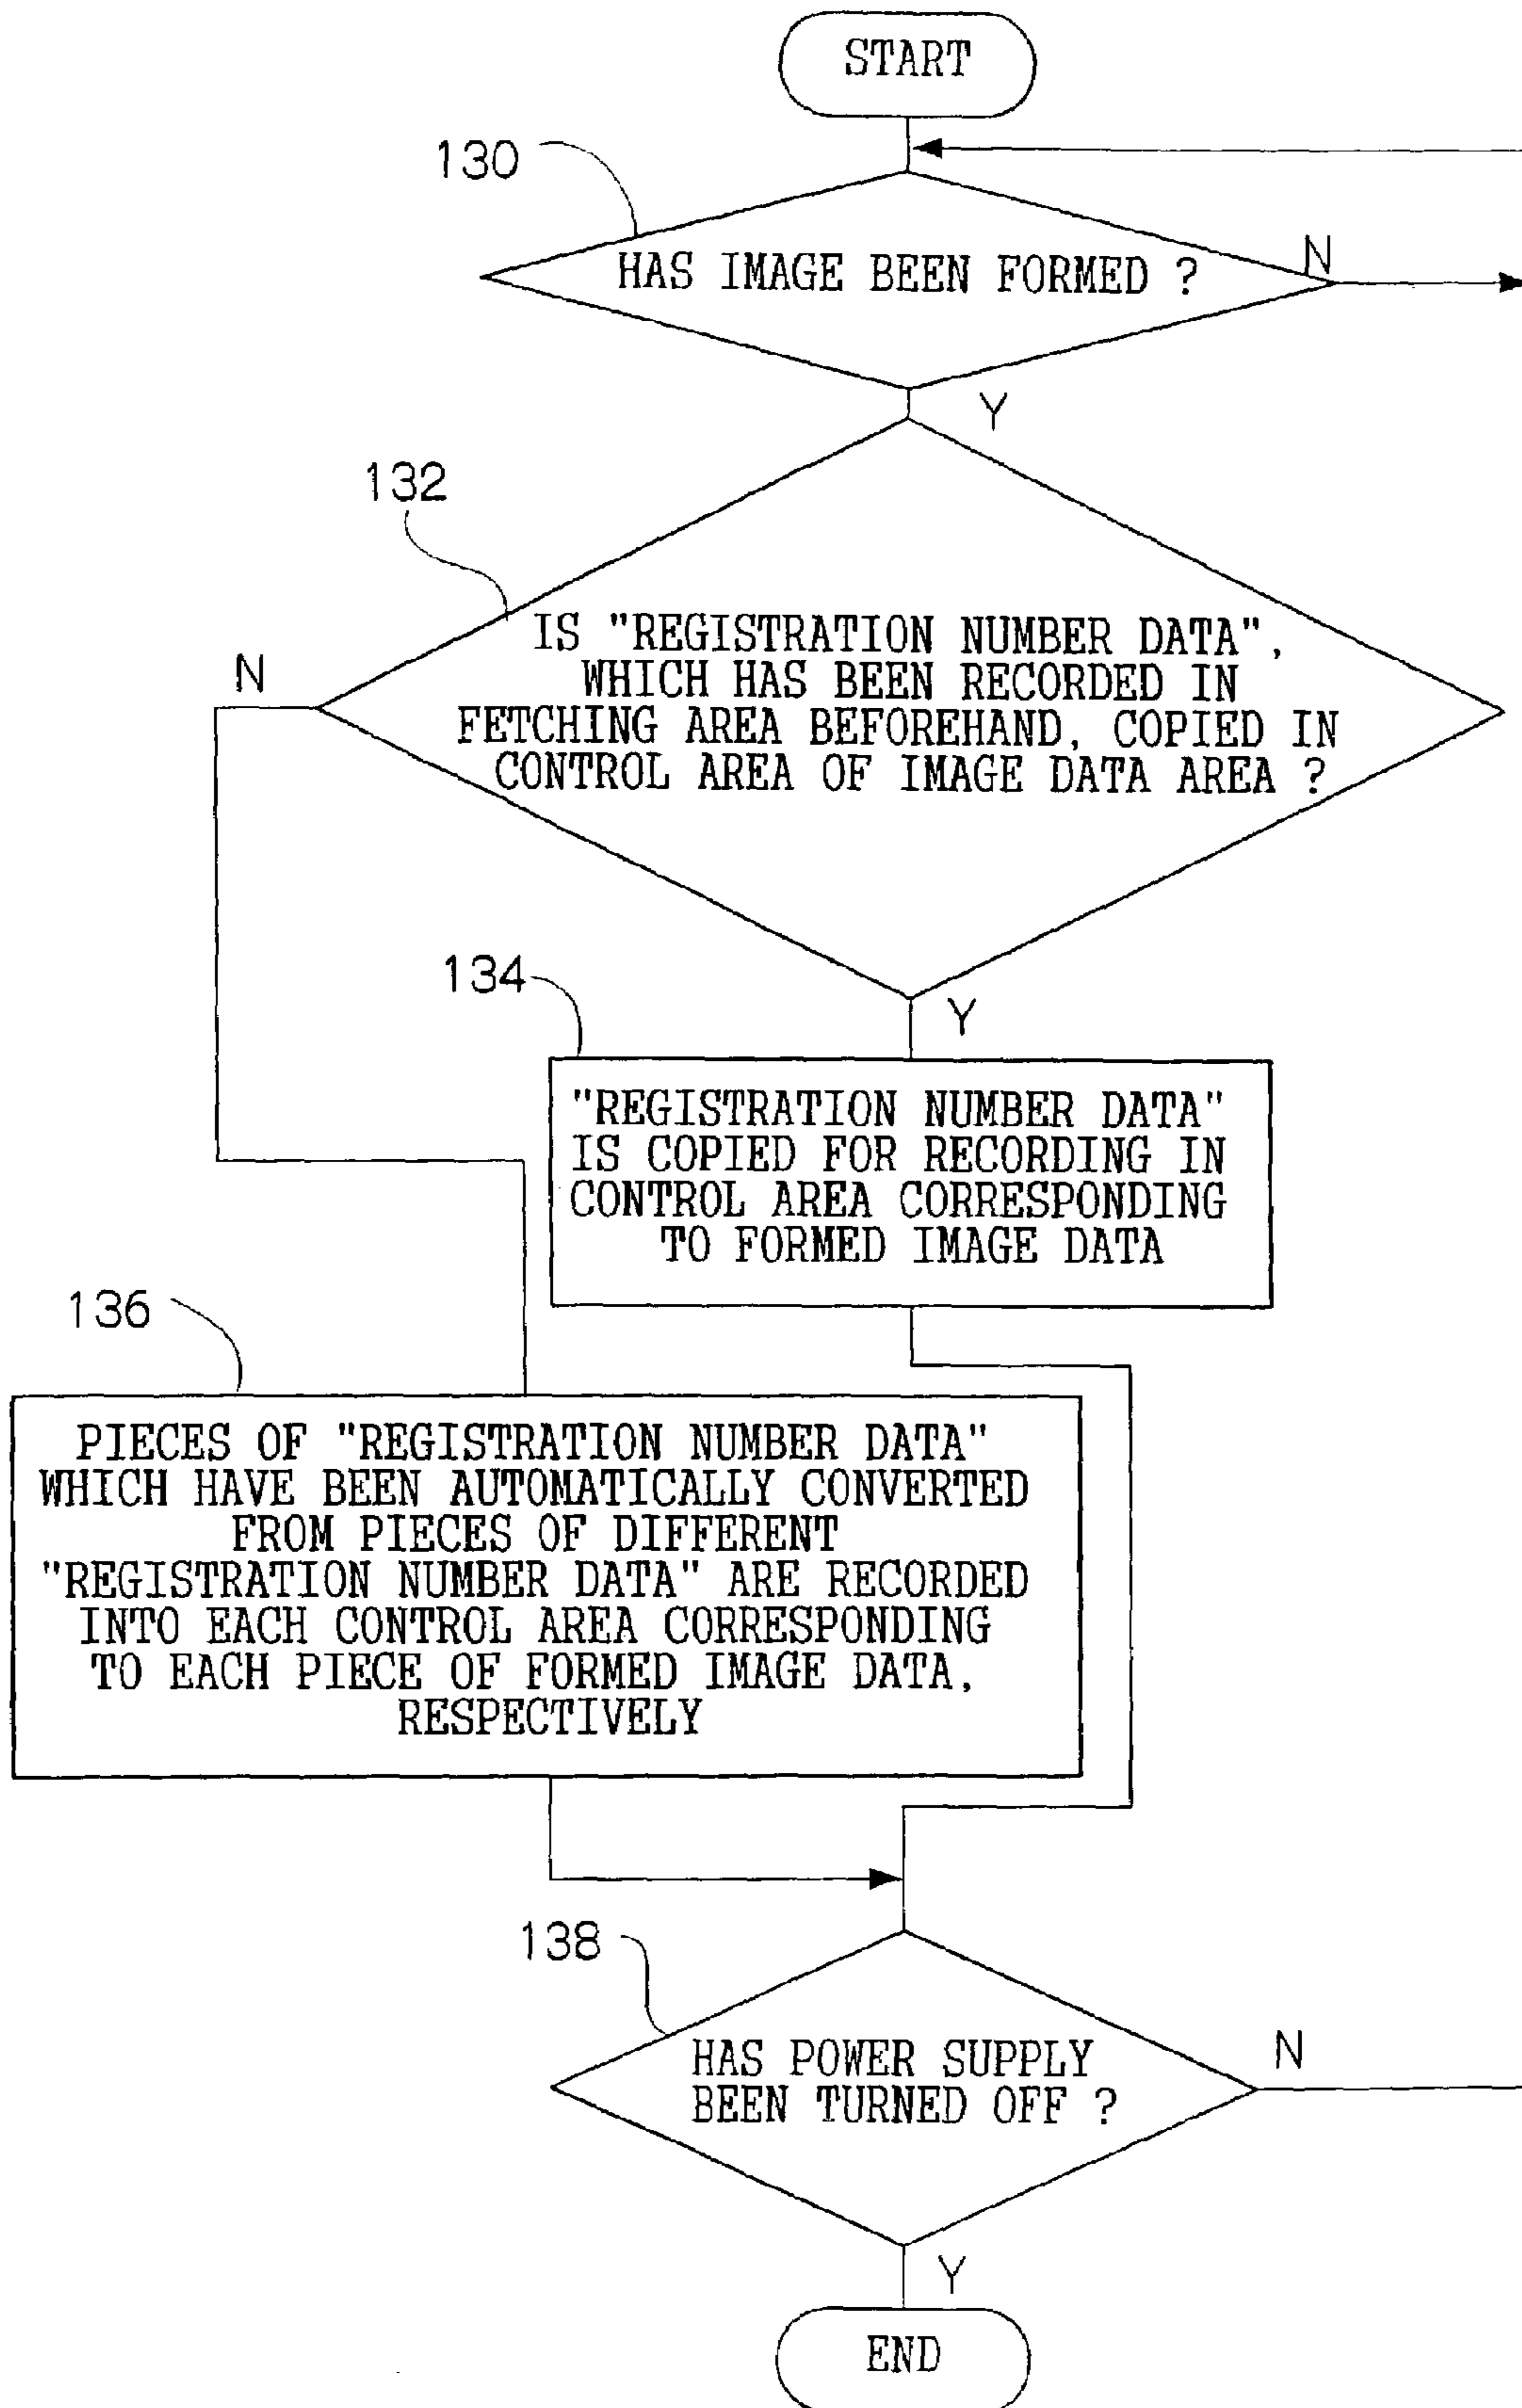 START
130
HAS IMAGE BEEN FORMED ?
N
Y
132
IS "REGISTRATION NUMBER DATA",
WHICH HAS BEEN RECORDED IN
FETCHING AREA BEFOREHAND, COPIED IN
CONTROL AREA OF IMAGE DATA AREA ?
N
Y
134
"REGISTRATION NUMBER DATA"
IS COPIED FOR RECORDING IN
CONTROL AREA CORRESPONDING
TO FORMED IMAGE DATA
136
PIECES OF "REGISTRATION NUMBER DATA"
WHICH HAVE BEEN AUTOMATICALLY CONVERTED
FROM PIECES OF DIFFERENT
"REGISTRATION NUMBER DATA" ARE RECORDED
INTO EACH CONTROL AREA CORRESPONDING
TO EACH PIECE OF FORMED IMAGE DATA,
RESPECTIVELY
138
HAS POWER SUPPLY
BEEN TURNED OFF ?
N
Y
END